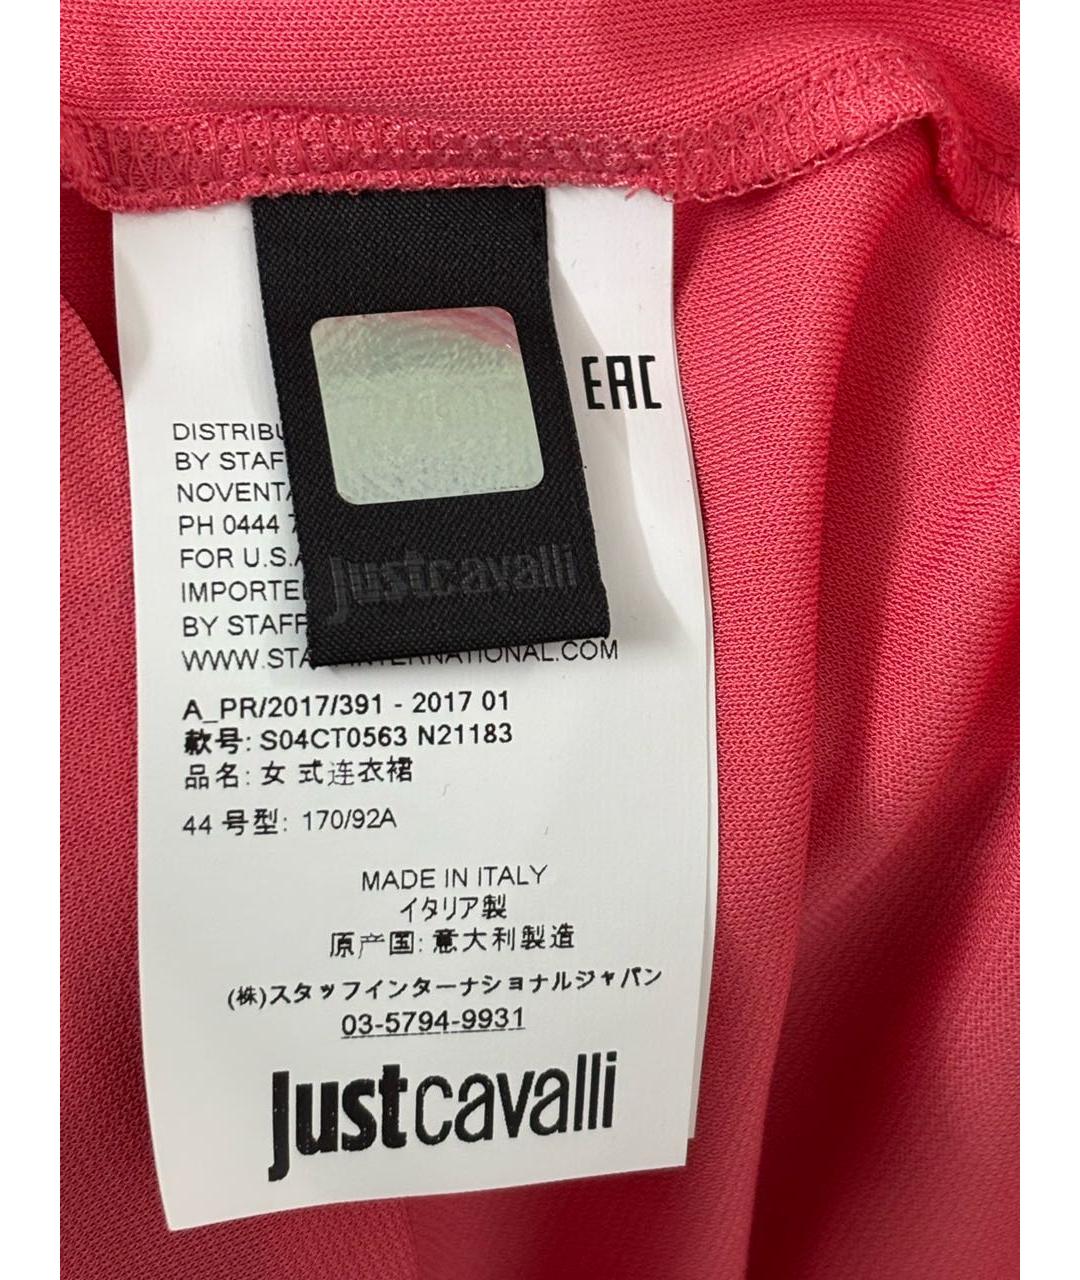 EAC
DISTRIBU
BY STAF
NOVENTA
PH 0444 7
FOR U.S.A
IMPORTE
BY STAFF
WWW.STAFFINTERNATIONAL.COM
justcavalli
A_PR/2017/391 - 2017 01
款号: S04CT0563 N21183
品名: 女 式连衣裙
44 号型: 170/92A
MADE IN ITALY
イタリア製
原产国: 意大利製造
(株)スタッフインターナショナルジャパン
03-5794-9931
justcavalli